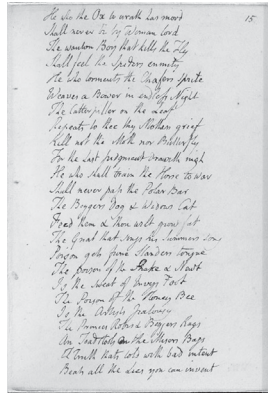 15
He who the Ox to wrath has movd
Shall never be by Woman lovd
The wanton Boy that kills the Fly
Shall feel the Spiders enmity
He who torments the Chafers Sprite
Weaves a Bower in endless Night
The Catterpiller on the Leaf
Repeats to thee thy Mothers grief
Kill not the Moth nor Butterfly
For the Last Judgment draweth nigh
He who shall train the Horse to War
Shall never pass the Polar Bar
The Beggers Dog & Widows Cat
Feed them & thou wilt grow fat
The Gnat that sings his Summers Song
Poison gets from Slanders tongue
The poison of the Snake & Newt
Is the sweat of Envys Foot
The Poison of the Honey Bee
Is the Artists Jealousy
The Princes Robes & Beggers Rags
Are Toadstools on the Misers Bags
A Truth thats told with bad intent
Beats all the Lies you can invent